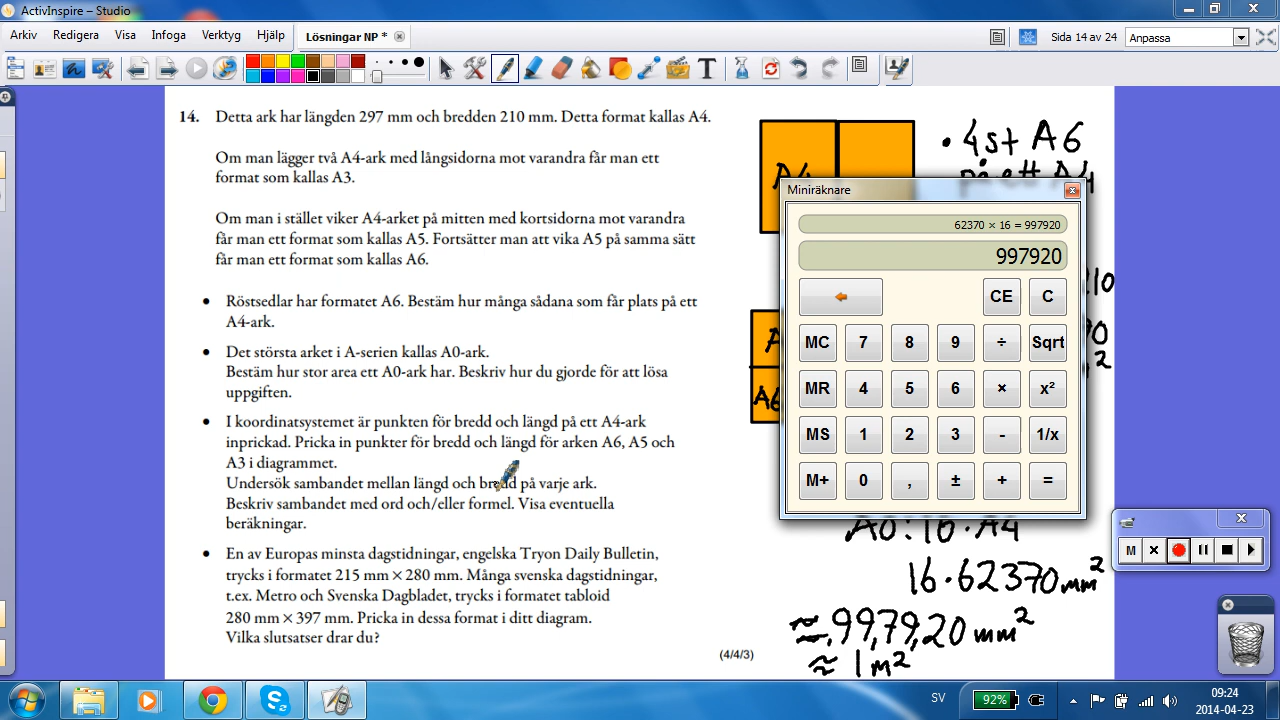 ActivInspire – Studio
Arkiv Redigera Visa Infoga Verktyg Hjälp Lösningar NP * Sida 14 av 24 Anpassa
14. Detta ark har längden 297 mm och bredden 210 mm. Detta format kallas A4.
Om man lägger två A4-ark med långsidorna mot varandra får man ett
format som kallas A3.
Om man i stället viker A4-arket på mitten med kortsidorna mot varandra
får man ett format som kallas A5. Fortsätter man att vika A5 på samma sätt
får man ett format som kallas A6.
• Röstsedlar har formatet A6. Bestäm hur många sådana som får plats på ett
A4-ark.
• Det största arket i A-serien kallas A0-ark.
Bestäm hur stor area ett A0-ark har. Beskriv hur du gjorde för att lösa
uppgiften.
• I koordinatsystemet är punkten för bredd och längd på ett A4-ark
inprickad. Pricka in punkter för bredd och längd för arken A6, A5 och
A3 i diagrammet.
Undersök sambandet mellan längd och bredd på varje ark.
Beskriv sambandet med ord och/eller formel. Visa eventuella
beräkningar.
• En av Europas minsta dagstidningar, engelska Tryon Daily Bulletin,
trycks i formatet 215 mm × 280 mm. Många svenska dagstidningar,
t.ex. Metro och Svenska Dagbladet, trycks i formatet tabloid
280 mm × 397 mm. Pricka in dessa format i ditt diagram.
Vilka slutsatser drar du?
(4/4/3)
A4
• 4st A6
på ett A4
Miniräknare
62370 × 16 = 997920
997920
CE C
MC 7 8 9 ÷ Sqrt
MR 4 5 6 × x²
MS 1 2 3 - 1/x
M+ 0 , ± + =
A6
A0: 16 · A4
16 · 62370 mm²
≈ 99,79,20 mm²
≈ 1 m²
M
SV 92% 09:24
2014-04-23